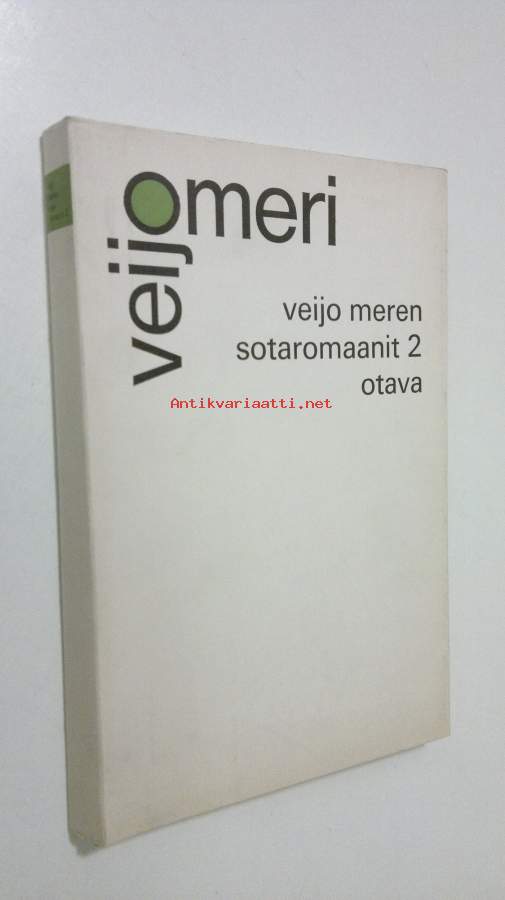 veijomeri
veijo meren
sotaromaanit 2
otava
Antikvariaatti.net